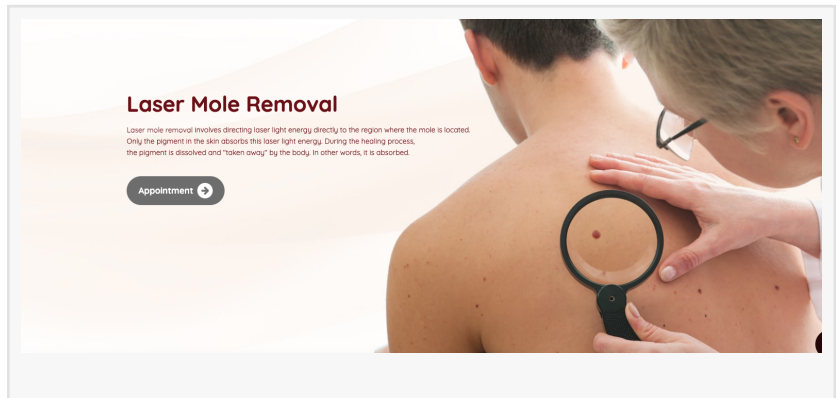 Laser Mole Removal
Laser mole removal involves directing laser light energy directly to the region where the mole is located.
Only the pigment in the skin absorbs this laser light energy. During the healing process,
the pigment is dissolved and "taken away" by the body. In other words, it is absorbed.
Appointment